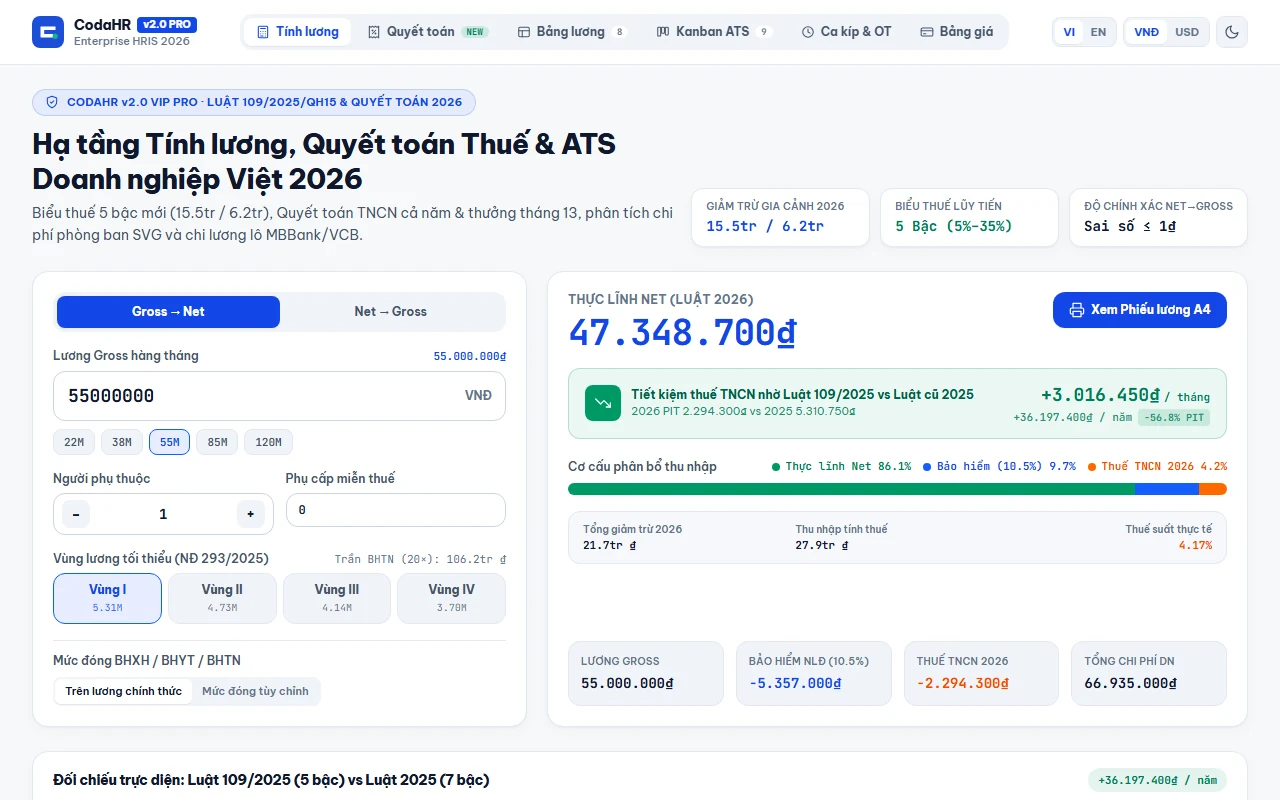 CodaHR v2.0 PRO
Enterprise HRIS 2026
Tính lương
Quyết toán NEW
Bảng lương 8
Kanban ATS 9
Ca kíp & OT
Bảng giá
VI EN
VNĐ USD
CODAHR v2.0 VIP PRO · LUẬT 109/2025/QH15 & QUYẾT TOÁN 2026
Hạ tầng Tính lương, Quyết toán Thuế & ATS
Doanh nghiệp Việt 2026
Biểu thuế 5 bậc mới (15.5tr / 6.2tr), Quyết toán TNCN cả năm & thưởng tháng 13, phân tích chi
phí phòng ban SVG và chi lương lô MBBank/VCB.
GIẢM TRỪ GIA CẢNH 2026
15.5tr / 6.2tr
BIỂU THUẾ LŨY TIẾN
5 Bậc (5%–35%)
ĐỘ CHÍNH XÁC NET↔GROSS
Sai số ≤ 1₫
Gross → Net
Net → Gross
Lương Gross hàng tháng
55.000.000₫
55000000 VNĐ
22M 38M 55M 85M 120M
Người phụ thuộc
− 1 +
Phụ cấp miễn thuế
0
Vùng lương tối thiểu (NĐ 293/2025)
Trần BHTN (20×): 106.2tr ₫
Vùng I
5.31M
Vùng II
4.73M
Vùng III
4.14M
Vùng IV
3.70M
Mức đóng BHXH / BHYT / BHTN
Trên lương chính thức
Mức đóng tùy chỉnh
THỰC LĨNH NET (LUẬT 2026)
47.348.700₫
Xem Phiếu lương A4
Tiết kiệm thuế TNCN nhờ Luật 109/2025 vs Luật cũ 2025
2026 PIT 2.294.300₫ vs 2025 5.310.750₫
+3.016.450₫ / tháng
+36.197.400₫ / năm -56.8% PIT
Cơ cấu phân bổ thu nhập
Thực lĩnh Net 86.1%
Bảo hiểm (10.5%) 9.7%
Thuế TNCN 2026 4.2%
Tổng giảm trừ 2026
21.7tr ₫
Thu nhập tính thuế
27.9tr ₫
Thuế suất thực tế
4.17%
LƯƠNG GROSS
55.000.000₫
BẢO HIỂM NLĐ (10.5%)
-5.357.000₫
THUẾ TNCN 2026
-2.294.300₫
TỔNG CHI PHÍ DN
66.935.000₫
Đối chiếu trực diện: Luật 109/2025 (5 bậc) vs Luật 2025 (7 bậc)
+36.197.400₫ / năm